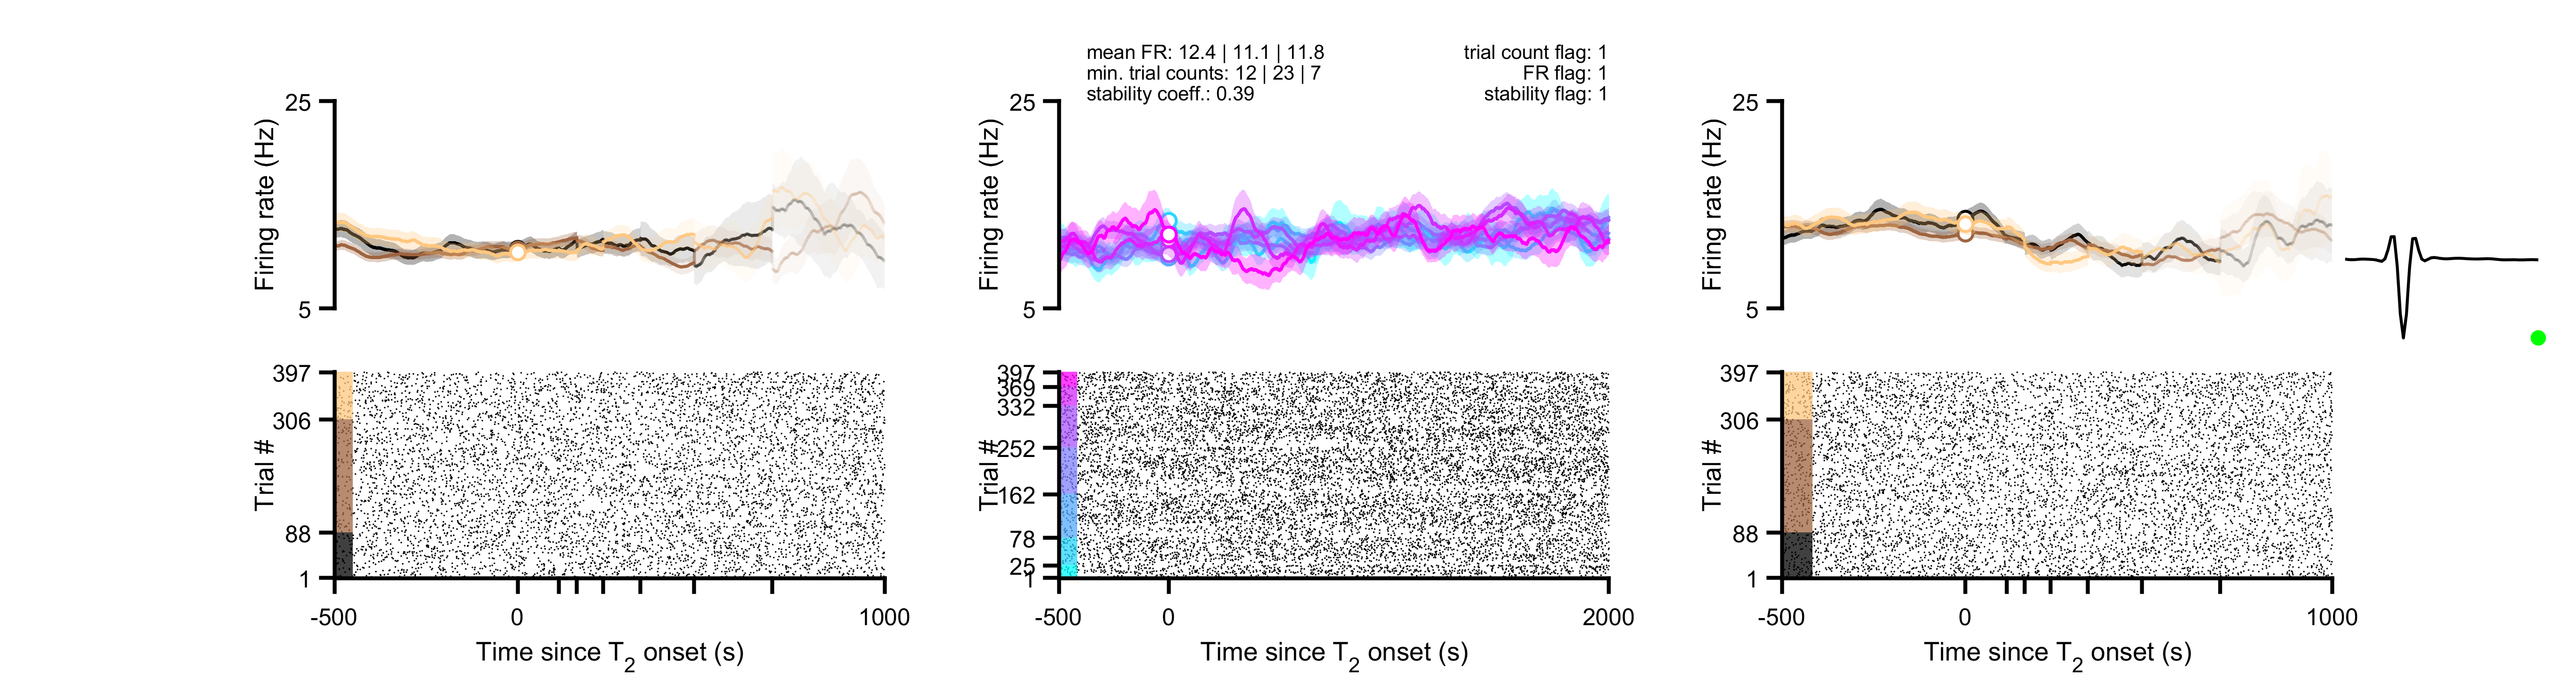 mean FR: 12.4 | 11.1 | 11.8
min. trial counts: 12 | 23 | 7
stability coeff.: 0.39
trial count flag: 1
FR flag: 1
stability flag: 1
25
Firing rate (Hz)
5
397
306
Trial #
88
1
-500
0
1000
Time since T2 onset (s)
25
Firing rate (Hz)
5
397
369
332
252
Trial #
162
78
25
1
-500
0
2000
Time since T2 onset (s)
25
Firing rate (Hz)
5
397
306
Trial #
88
1
-500
0
1000
Time since T2 onset (s)